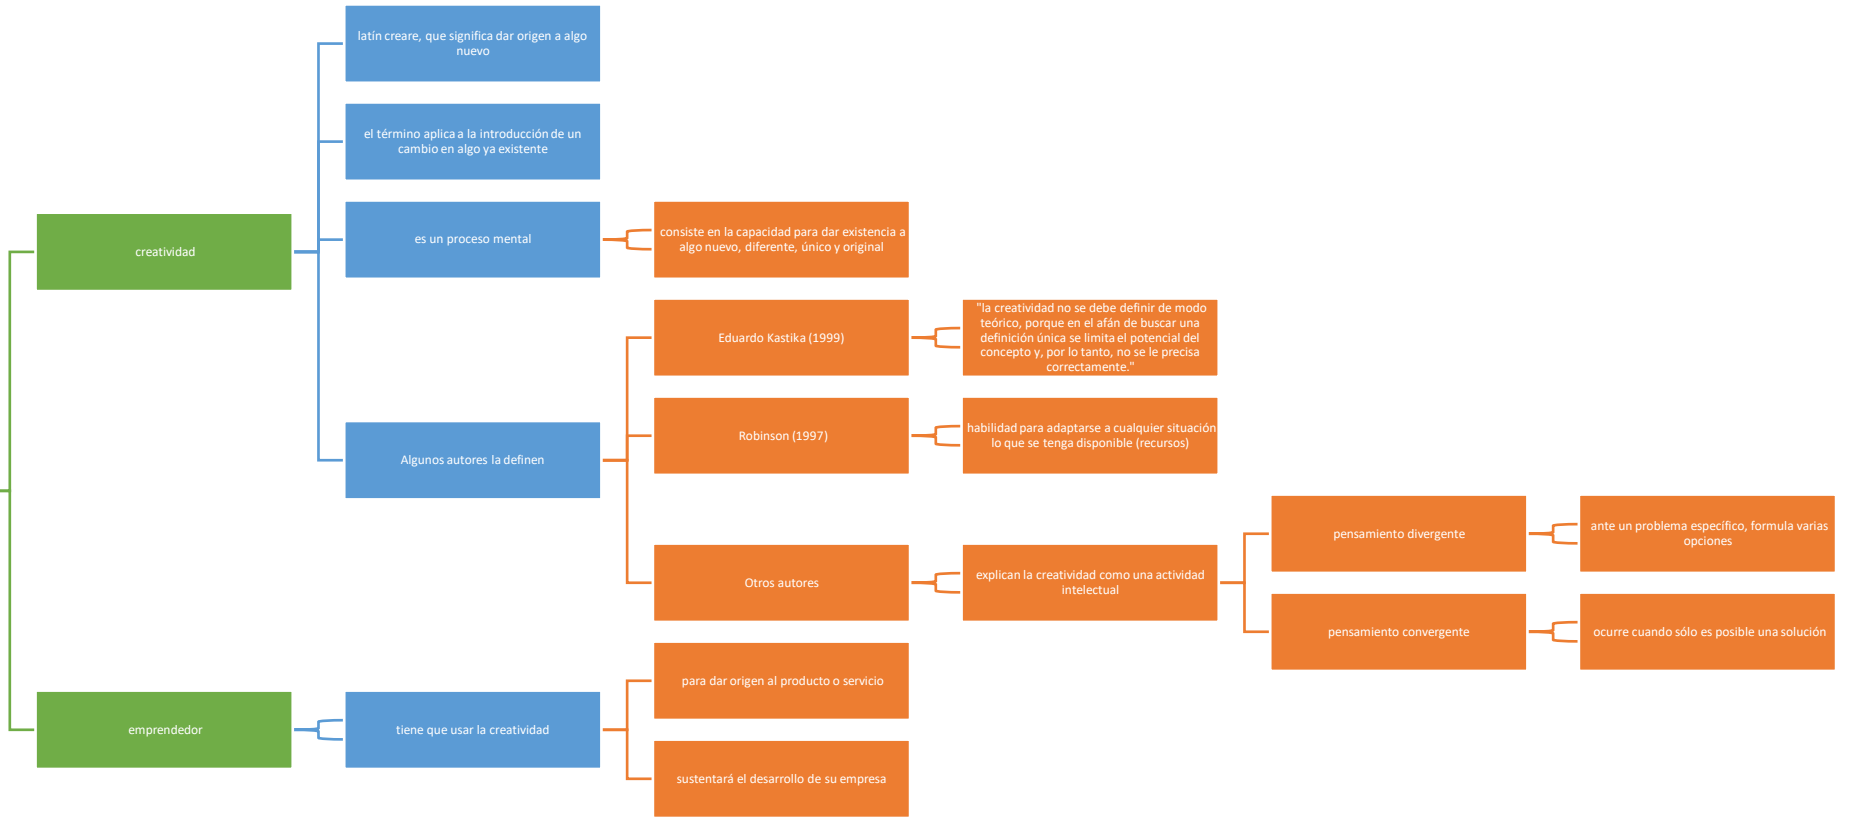 latín creare, que significa dar origen a algo
nuevo
el término aplica a la introducción de un
cambio en algo ya existente
creatividad
es un proceso mental
consiste en la capacidad para dar existencia a
algo nuevo, diferente, único y original
Algunos autores la definen
Eduardo Kastika (1999)
"la creatividad no se debe definir de modo
teórico, porque en el afán de buscar una
definición única se limita el potencial del
concepto y, por lo tanto, no se le precisa
correctamente."
Robinson (1997)
habilidad para adaptarse a cualquier situación
lo que se tenga disponible (recursos)
Otros autores
explican la creatividad como una actividad
intelectual
pensamiento divergente
ante un problema específico, formula varias
opciones
pensamiento convergente
ocurre cuando sólo es posible una solución
emprendedor
tiene que usar la creatividad
para dar origen al producto o servicio
sustentará el desarrollo de su empresa